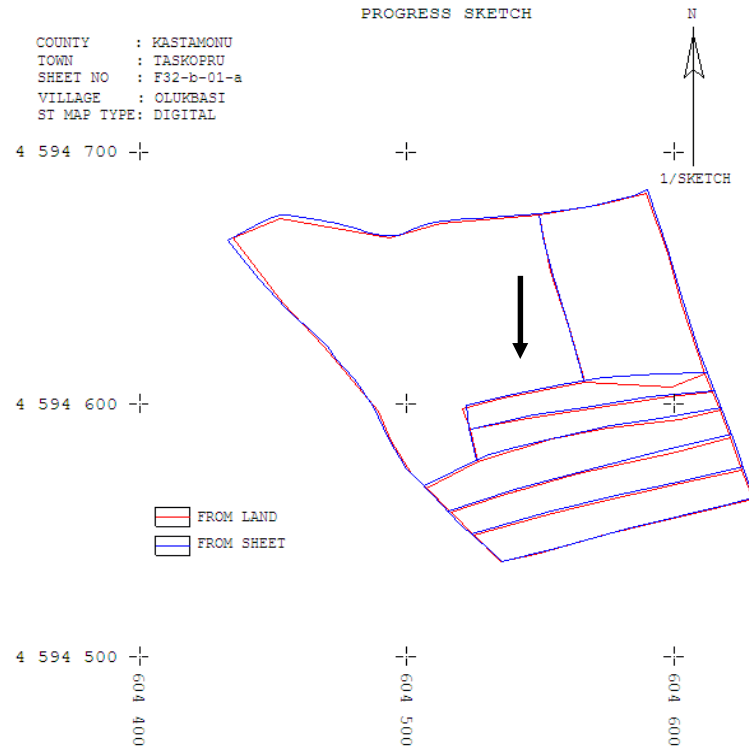 PROGRESS SKETCH
N
COUNTY : KASTAMONU
TOWN : TASKOPRU
SHEET NO : F32-b-01-a
VILLAGE : OLUKBASI
ST MAP TYPE: DIGITAL
4 594 700
1/SKETCH
4 594 600
FROM LAND
FROM SHEET
4 594 500
604 400
604 500
604 600